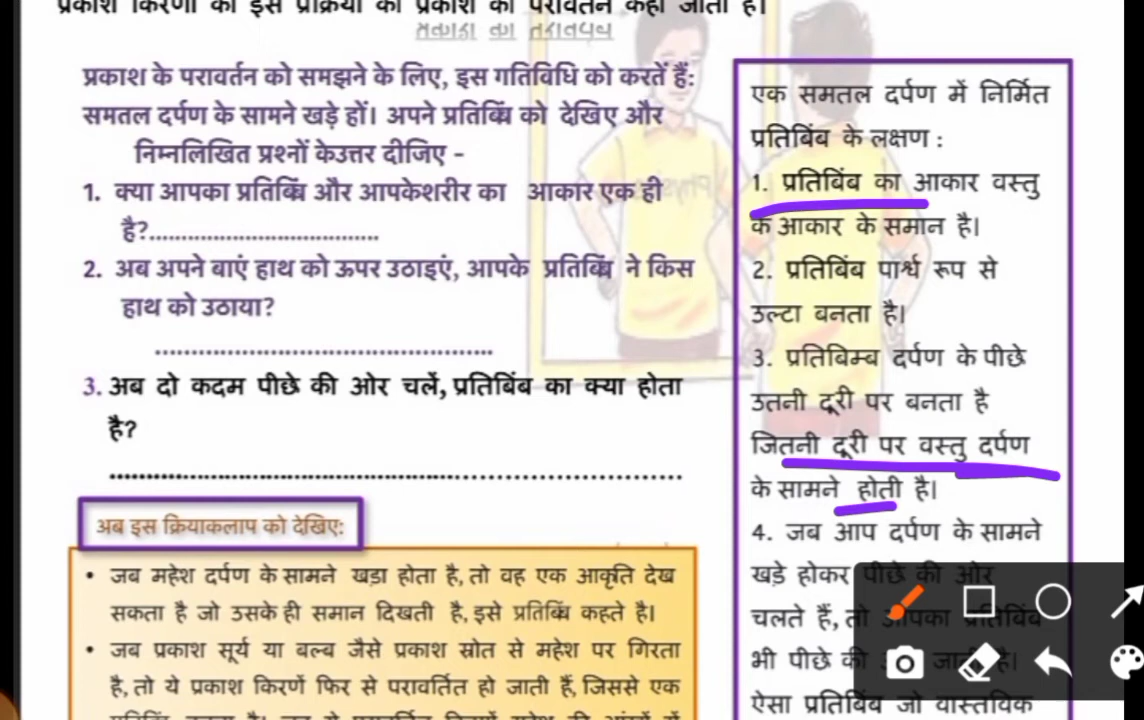 प्रकाश किरणों की इस प्रक्रिया को प्रकाश का परावर्तन कहा जाता है।
प्रकाश के परावर्तन को समझने के लिए, इस गतिविधि को करतें हैं:
समतल दर्पण के सामने खड़े हों। अपने प्रतिबिंब को देखिए और
निम्नलिखित प्रश्नों केउत्तर दीजिए -
1. क्या आपका प्रतिबिंब और आपकेशरीर का आकार एक ही
है?....................................
2. अब अपने बाएं हाथ को ऊपर उठाइएं, आपके प्रतिबिंब ने किस
हाथ को उठाया?
....................................................
3. अब दो कदम पीछे की ओर चलें, प्रतिबिंब का क्या होता
है?
................................................................................
अब इस क्रियाकलाप को देखिए:
• जब महेश दर्पण के सामने खड़ा होता है, तो वह एक आकृति देख
सकता है जो उसके ही समान दिखती है, इसे प्रतिबिंब कहते है।
• जब प्रकाश सूर्य या बल्ब जैसे प्रकाश स्रोत से महेश पर गिरता
है, तो ये प्रकाश किरणें फिर से परावर्तित हो जाती हैं, जिससे एक
एक समतल दर्पण में निर्मित
प्रतिबिंब के लक्षण :
1. प्रतिबिंब का आकार वस्तु
के आकार के समान है।
2. प्रतिबिंब पार्श्व रूप से
उल्टा बनता है।
3. प्रतिबिम्ब दर्पण के पीछे
उतनी दूरी पर बनता है
जितनी दूरी पर वस्तु दर्पण
के सामने होती है।
4. जब आप दर्पण के सामने
खड़े होकर पीछे की ओर
चलते हैं, तो आपका प्रतिबिंब
भी पीछे की जाता है।
ऐसा प्रतिबिंब जो वास्तविक